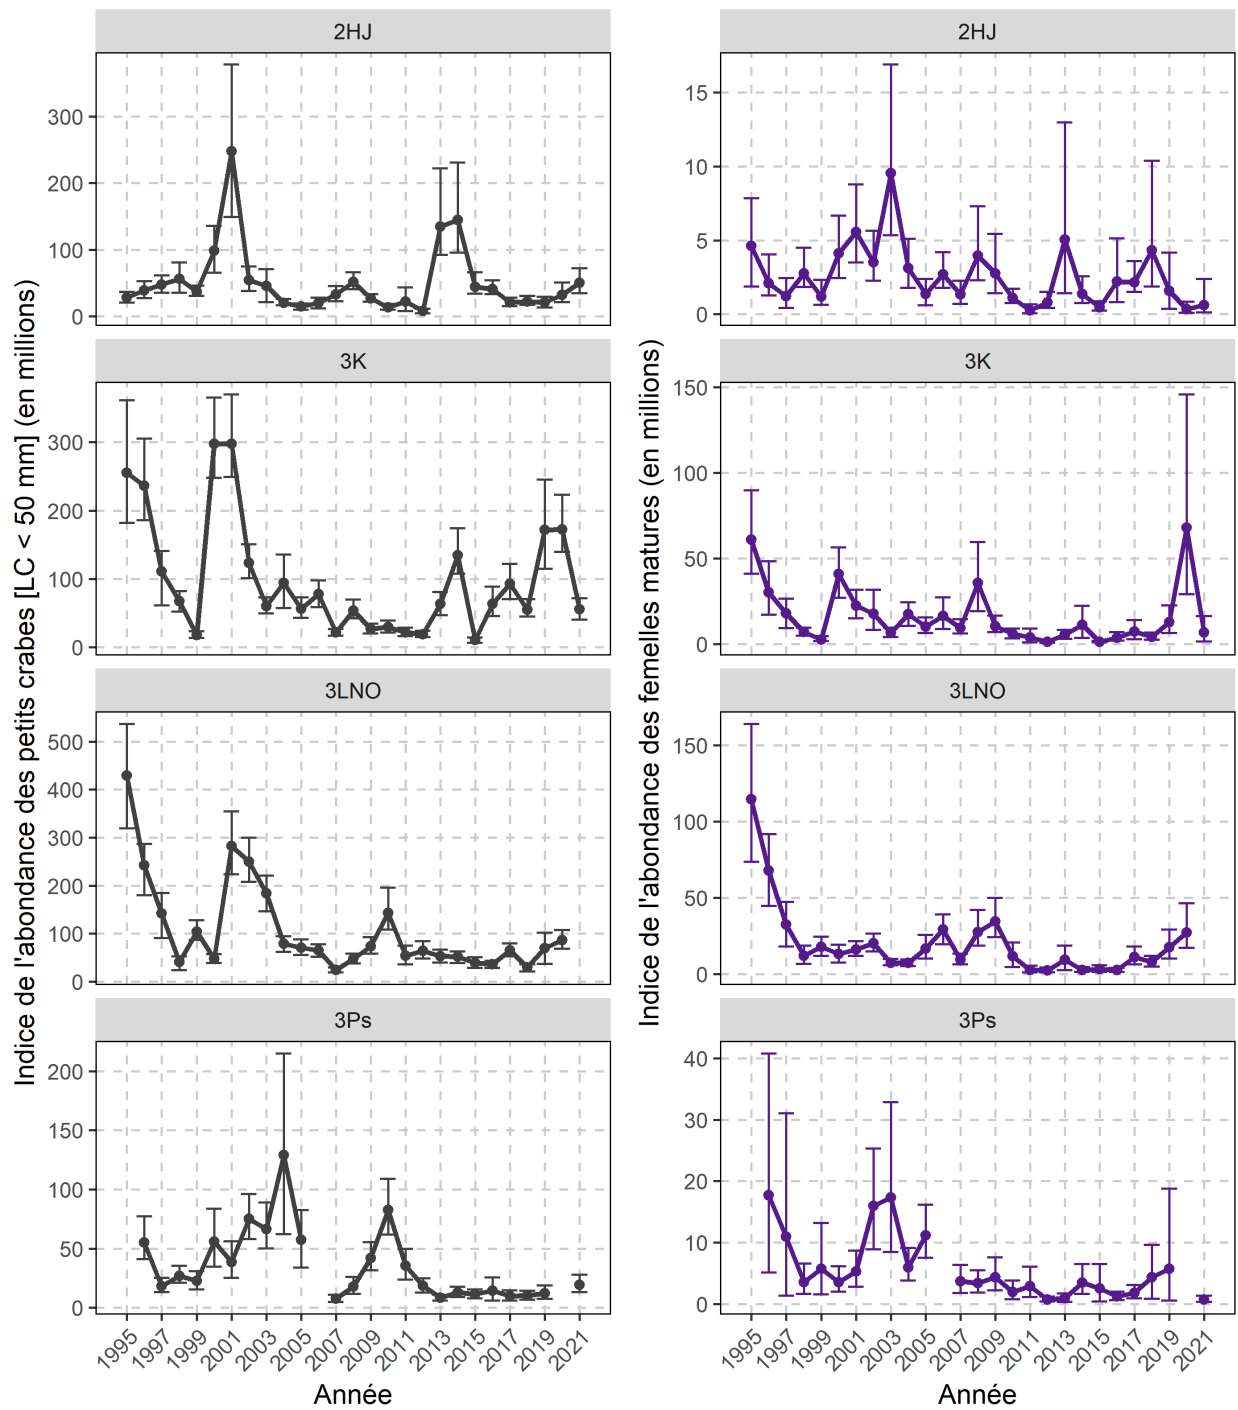 Indice de l'abondance des petits crabes [LC < 50 mm] (en millions)
2HJ
300
200
100
0
3K
300
200
100
0
3LNO
500
400
300
200
100
0
3Ps
200
150
100
50
0
1995 1997 1999 2001 2003 2005 2007 2009 2011 2013 2015 2017 2019 2021
Année
Indice de l'abondance des femelles matures (en millions)
2HJ
15
10
5
0
3K
150
100
50
0
3LNO
150
100
50
0
3Ps
40
30
20
10
0
1995 1997 1999 2001 2003 2005 2007 2009 2011 2013 2015 2017 2019 2021
Année